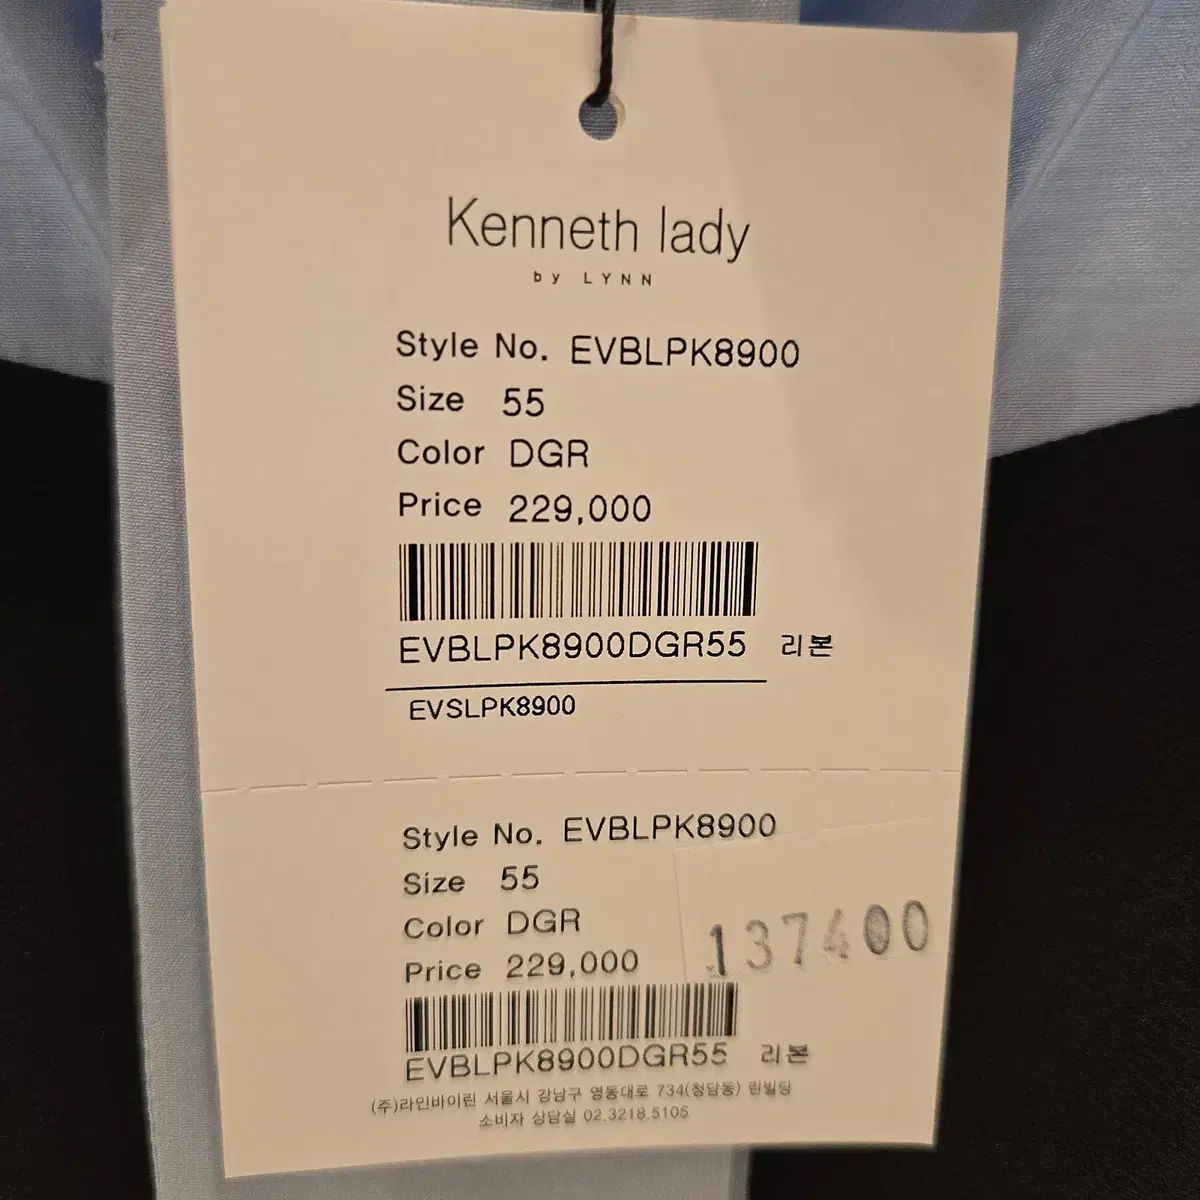 Kenneth lady
by LYNN
Style No. EVBLPK8900
Size 55
Color DGR
Price 229,000
EVBLPK8900DGR55 리본
EVSLPK8900
Style No. EVBLPK8900
Size 55
Color DGR
Price 229,000
137400
EVBLPK8900DGR55 리본
(주)라인바이린 서울시 강남구 영동대로 734(청담동) 린빌딩
소비자 상담실 02.3218.5105